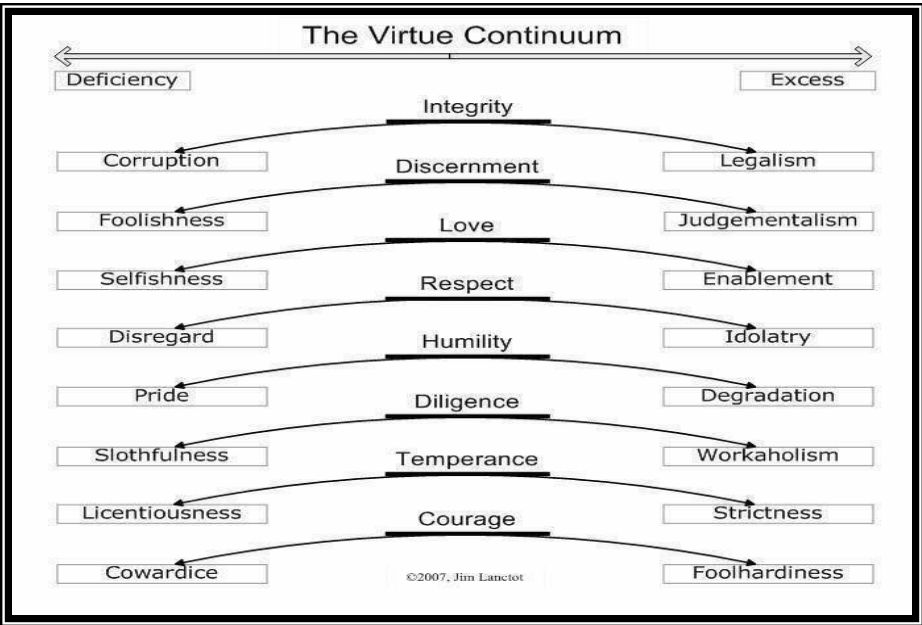 The Virtue Continuum
Deficiency Excess
Integrity
Corruption Legalism
Discernment
Foolishness Judgementalism
Love
Selfishness Enablement
Respect
Disregard Idolatry
Humility
Pride Degradation
Diligence
Slothfulness Workaholism
Temperance
Licentiousness Strictness
Courage
Cowardice Foolhardiness
©2007, Jim Lanctot